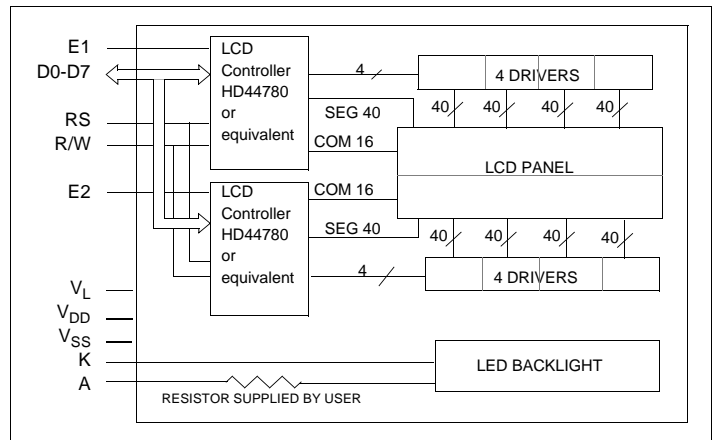 E1
D0-D7
RS
R/W
E2
VL
VDD
VSS
K
A
LCD
Controller
HD44780
or
equivalent
4
SEG 40
COM 16
4 DRIVERS
40 40 40 40
LCD PANEL
LCD
Controller
HD44780
or
equivalent
COM 16
SEG 40
4
40 40 40 40
4 DRIVERS
LED BACKLIGHT
RESISTOR SUPPLIED BY USER